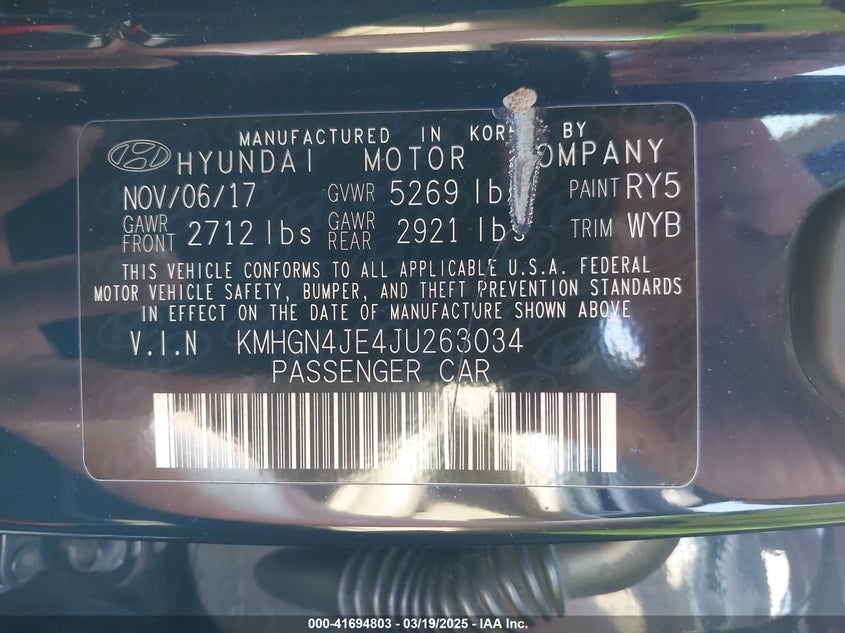 MANUFACTURED IN KOR BY
HYUNDAI MOTOR OMPANY
NOV/06/17 GVWR 5269 lb PAINT RY5
GAWR FRONT 2712 lbs GAWR REAR 2921 lbs TRIM WYB
THIS VEHICLE CONFORMS TO ALL APPLICABLE U.S.A. FEDERAL
MOTOR VEHICLE SAFETY, BUMPER, AND THEFT PREVENTION STANDARDS
IN EFFECT ON THE DATE OF MANUFACTURE SHOWN ABOVE
V.I.N KMHGN4JE4JU263034
PASSENGER CAR
000-41694803 - 03/19/2025 - IAA Inc.